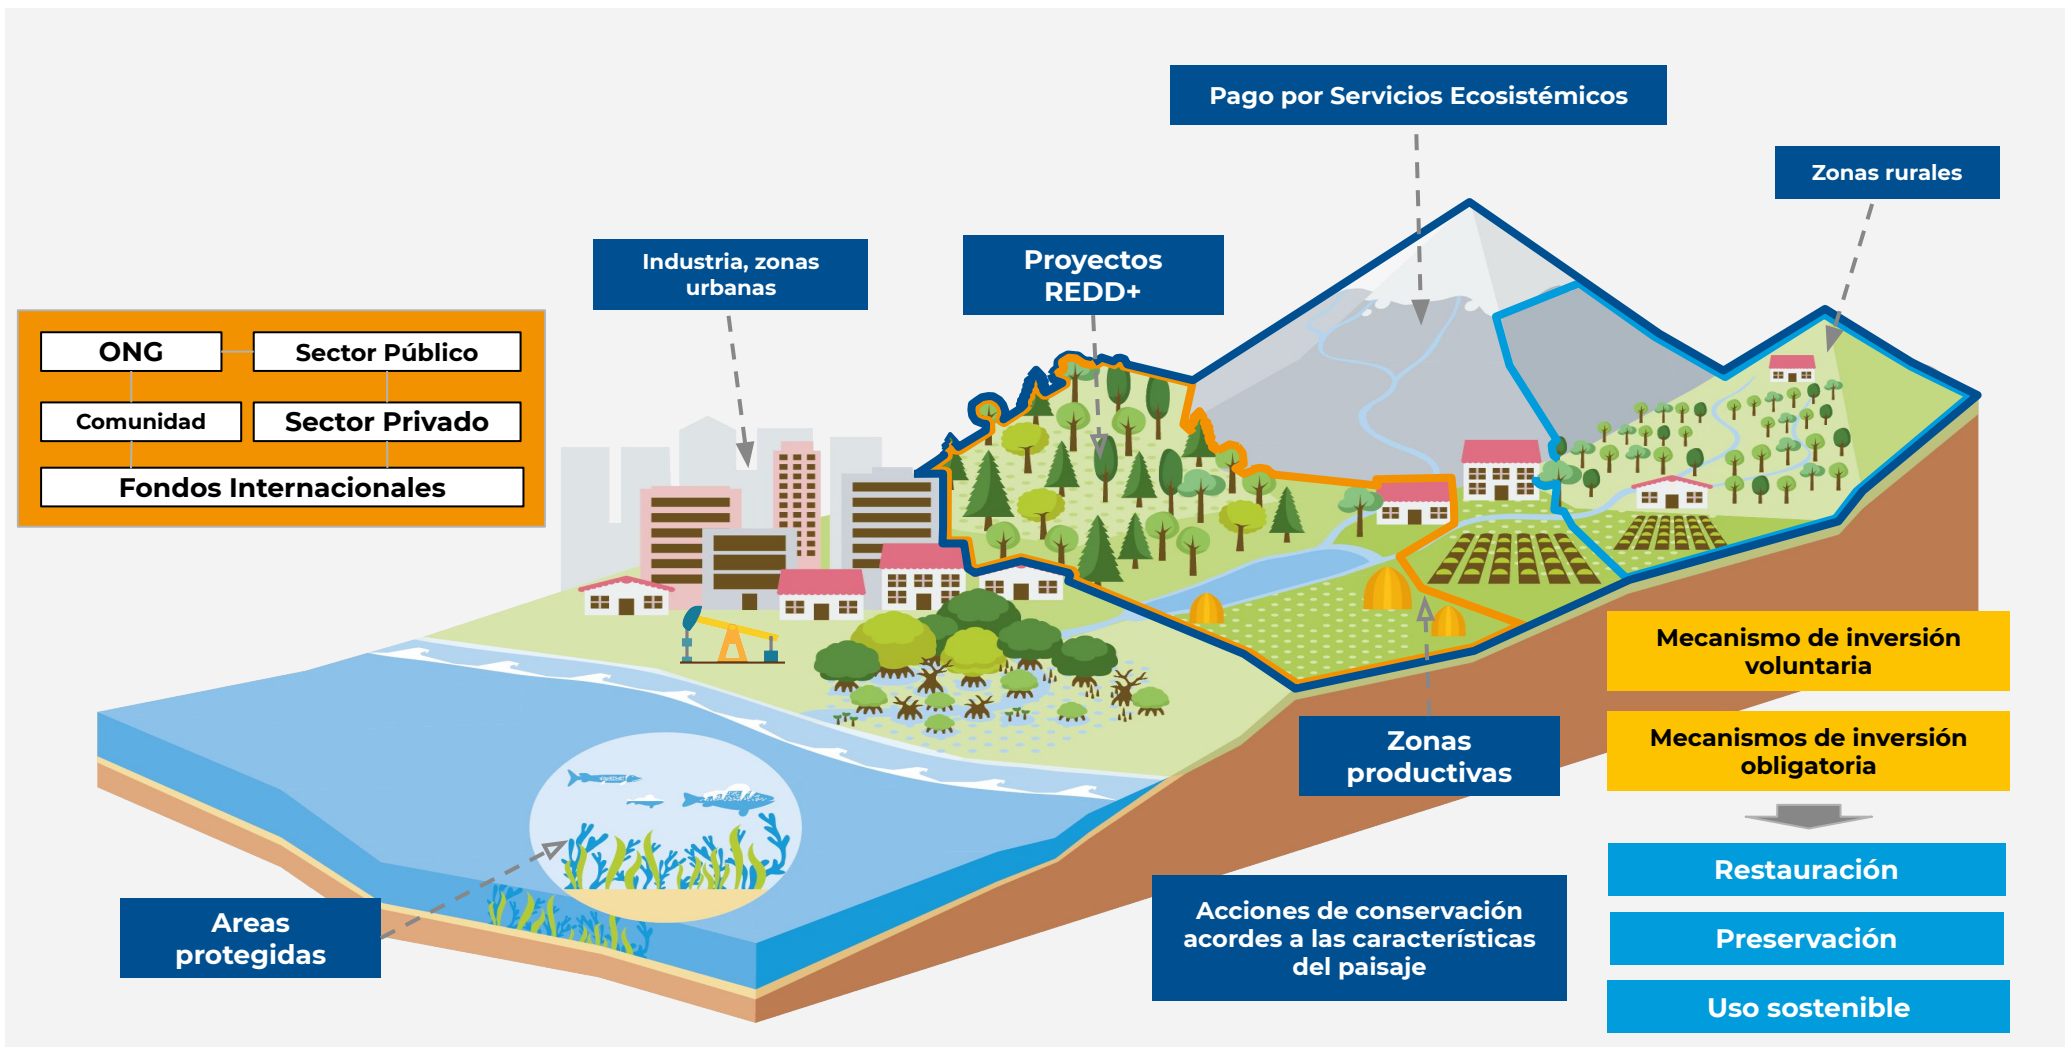 Pago por Servicios Ecosistémicos
Zonas rurales
Industria, zonas
urbanas
Proyectos
REDD+
ONG
Sector Público
Comunidad
Sector Privado
Fondos Internacionales
Mecanismo de inversión
voluntaria
Mecanismos de inversión
obligatoria
Zonas
productivas
Restauración
Preservación
Uso sostenible
Acciones de conservación
acordes a las características
del paisaje
Areas
protegidas